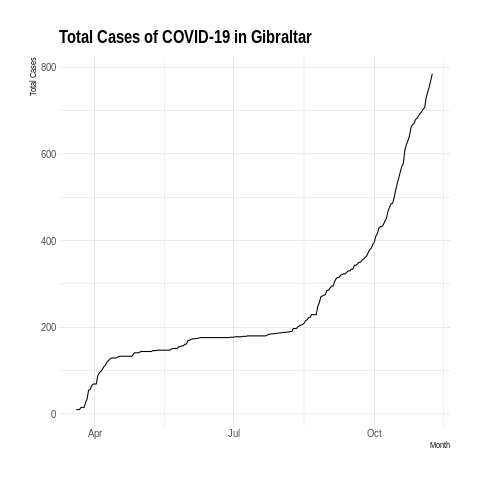 Total Cases of COVID-19 in Gibraltar
Total Cases
800
600
400
200
0
Apr Jul Oct
Month